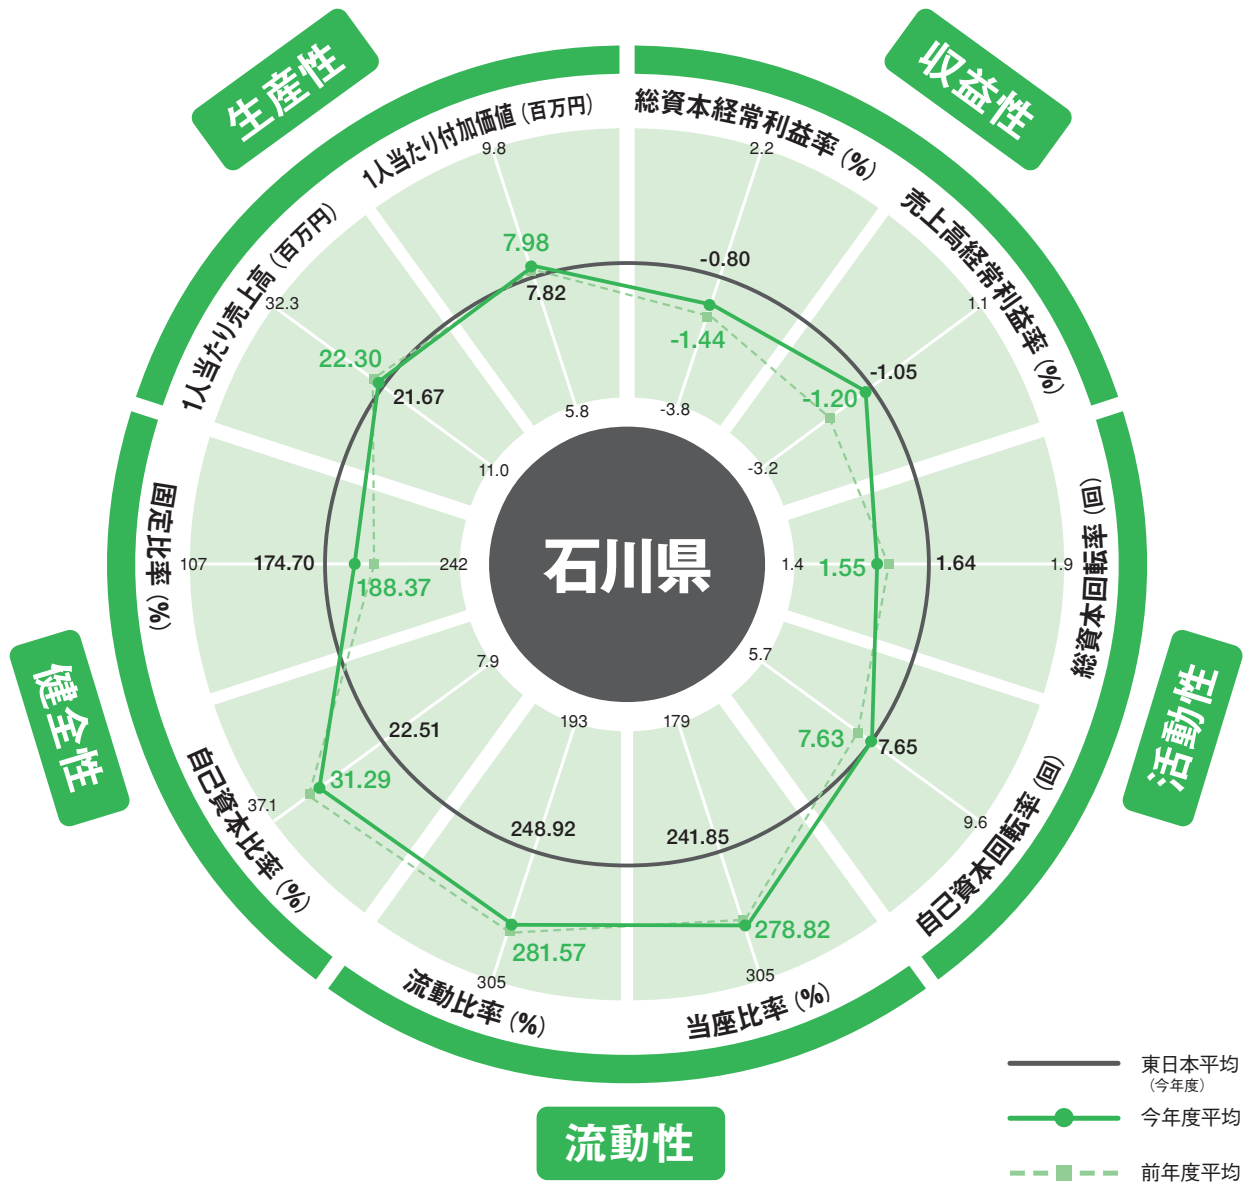 生産性
収益性
1人当たり付加価値（百万円）
9.8
7.98
7.82
5.8
総資本経常利益率（%）
2.2
-0.80
-1.44
-3.8
売上高経常利益率（%）
1.1
-1.05
-1.20
-3.2
1人当たり売上高（百万円）
32.3
22.30
21.67
11.0
固定比率（%）
107
174.70
188.37
242
石川県
1.4
1.55
1.64
1.9
総資本回転率（回）
健全性
活動性
7.9
22.51
31.29
37.1
自己資本比率（%）
5.7
7.63
7.65
9.6
自己資本回転率（回）
193
248.92
281.57
305
流動比率（%）
179
241.85
278.82
305
当座比率（%）
流動性
東日本平均
（今年度）
今年度平均
前年度平均